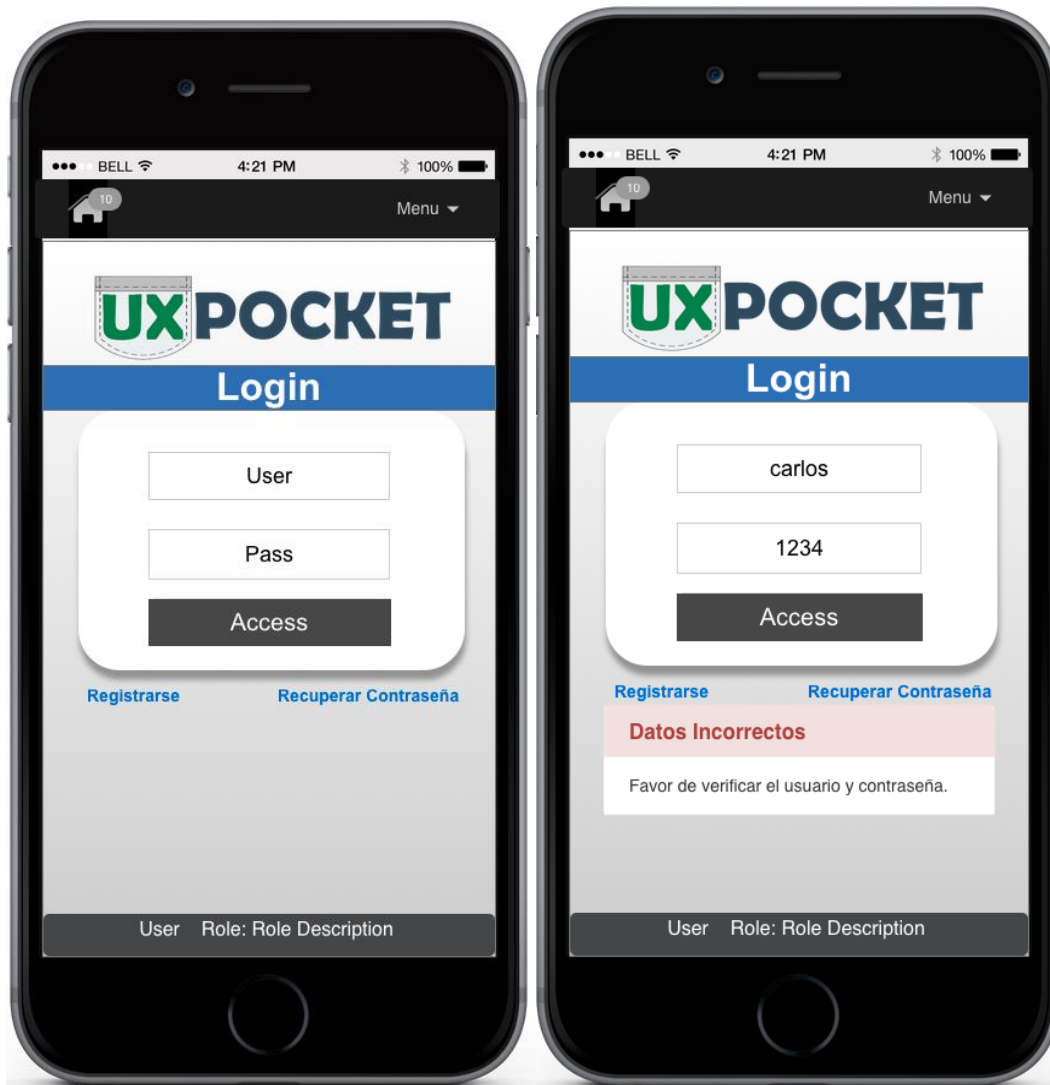 BELL 4:21 PM 100%
10 Menu
UXPOCKET
Login
User
Pass
Access
Registrarse Recuperar Contraseña
User Role: Role Description
BELL 4:21 PM 100%
10 Menu
UXPOCKET
Login
carlos
1234
Access
Registrarse Recuperar Contraseña
Datos Incorrectos
Favor de verificar el usuario y contraseña.
User Role: Role Description